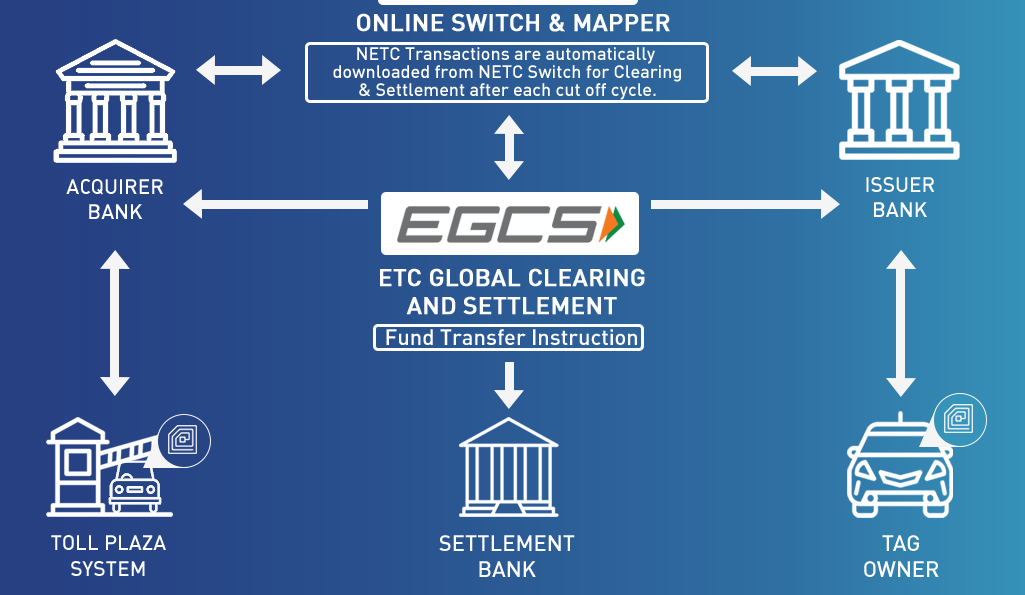 ONLINE SWITCH & MAPPER
NETC Transactions are automatically
downloaded from NETC Switch for Clearing
& Settlement after each cut off cycle.
ACQUIRER
BANK
ISSUER
BANK
EGCS
ETC GLOBAL CLEARING
AND SETTLEMENT
Fund Transfer Instruction
TOLL PLAZA
SYSTEM
SETTLEMENT
BANK
TAG
OWNER